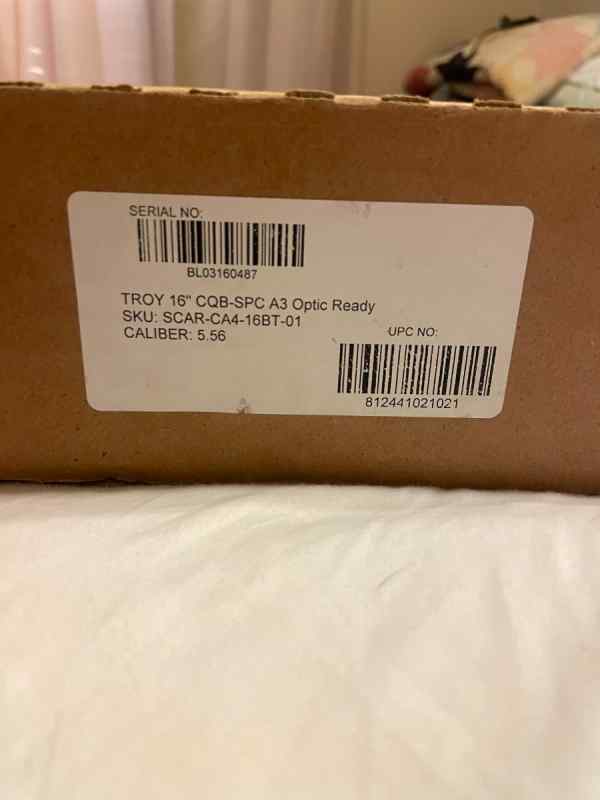 SERIAL NO:
BL03160487
TROY 16" CQB-SPC A3 Optic Ready
SKU: SCAR-CA4-16BT-01
CALIBER: 5.56
UPC NO:
812441021021